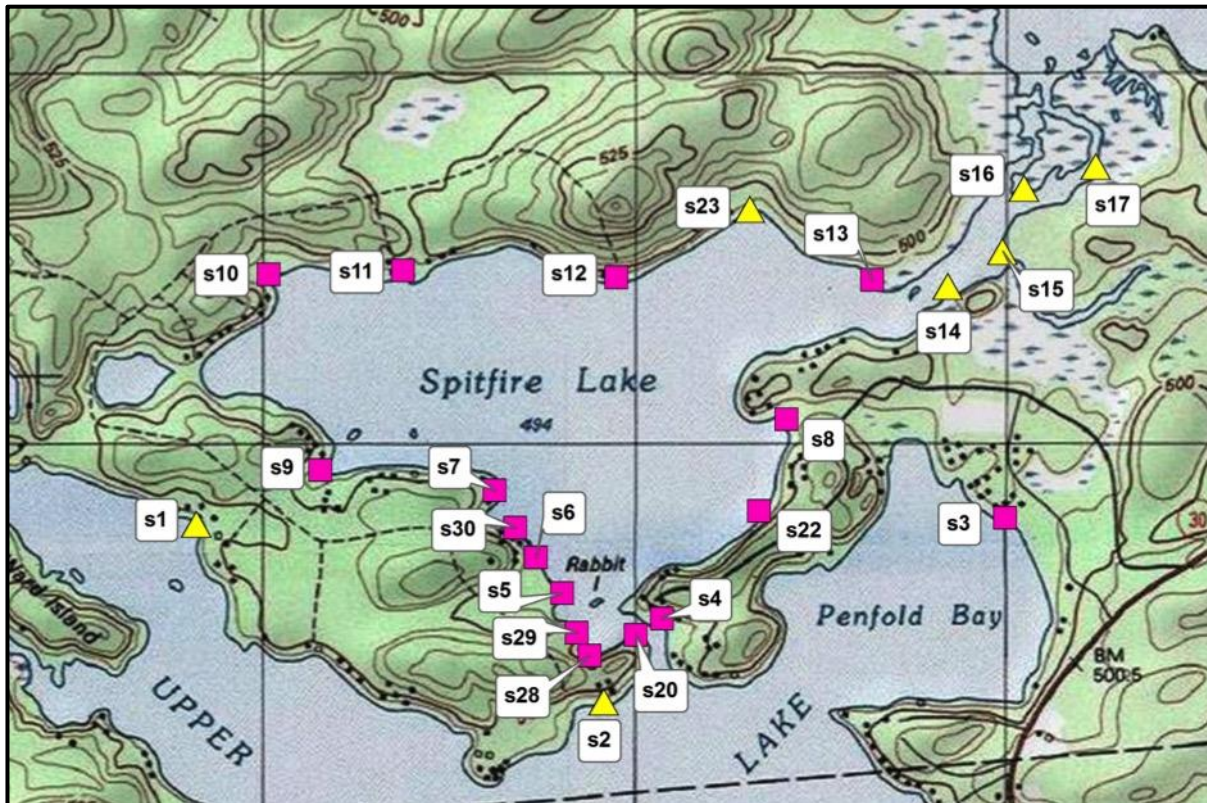 500
525
525
s16
s23
s17
s13
s10
s11
s12
500
s15
s14
Spitfire Lake
500
494
s8
s9
s7
s6
s1
s30
s22
s3
30
Rabbit
I
s5
s4
Penfold Bay
Island
s29
BM
500.5
s28
s20
UPPER
s2
LAKE